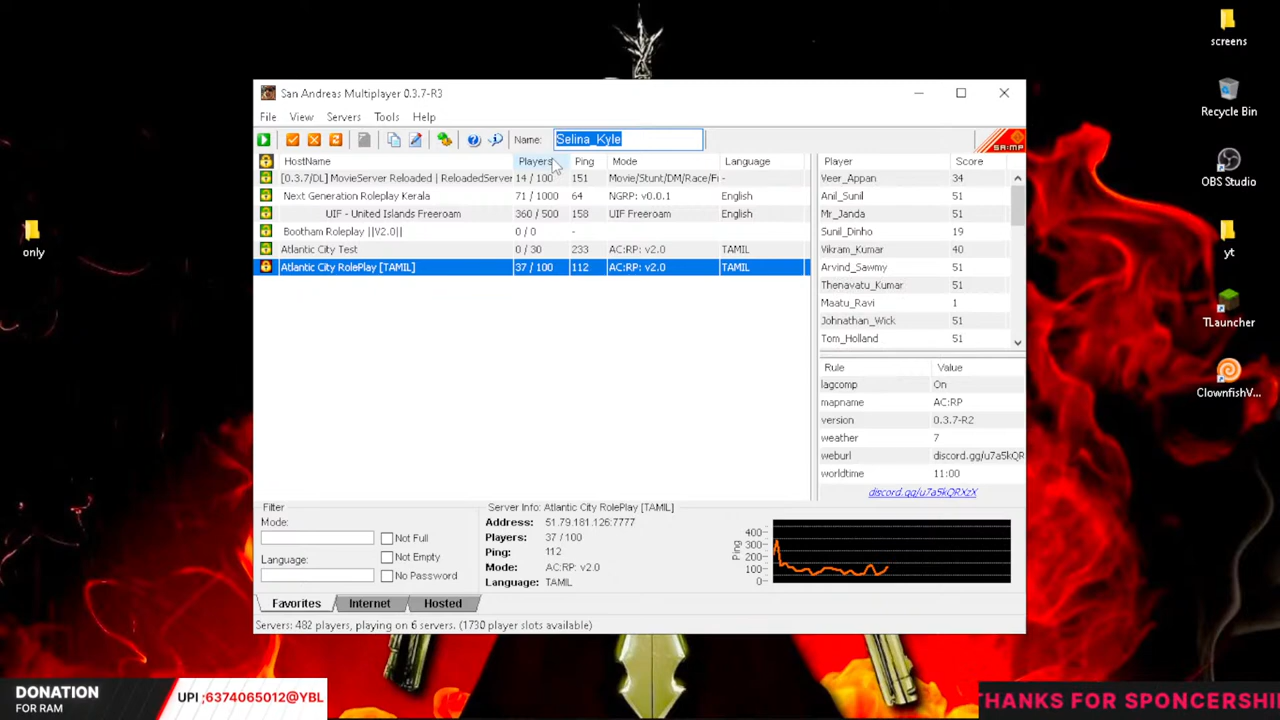 screens
San Andreas Multiplayer 0.3.7-R3
File View Servers Tools Help
Recycle Bin
Name: Selina_Kyle
SA:MP
HostName Players Ping Mode Language
[0.3.7/DL] MovieServer Reloaded | ReloadedServer 14 / 100 151 Movie/Stunt/DM/Race/Fr -
Next Generation Roleplay Kerala 71 / 1000 64 NGRP: v0.0.1 English
UIF - United Islands Freeroam 360 / 500 158 UIF Freeroam English
Bootham Roleplay ||V2.0|| 0 / 0 -
Atlantic City Test 0 / 30 233 AC:RP: v2.0 TAMIL
Atlantic City RolePlay [TAMIL] 37 / 100 112 AC:RP: v2.0 TAMIL
Player Score
Veer_Appan 34
Anil_Sunil 51
Mr_Janda 51
Sunil_Dinho 19
Vikram_Kumar 40
Arvind_Sawmy 51
Thenavatu_Kumar 51
Maatu_Ravi 1
Johnathan_Wick 51
Tom_Holland 51
OBS Studio
only
yt
TLauncher
ClownfishV...
Rule Value
lagcomp On
mapname AC:RP
version 0.3.7-R2
weather 7
weburl discord.gg/u7a5kQR
worldtime 11:00
discord.gg/u7a5kQRXzX
Filter
Mode:
Not Full
Not Empty
Language:
No Password
Server Info: Atlantic City RolePlay [TAMIL]
Address: 51.79.181.126:7777
Players: 37 / 100
Ping: 112
Mode: AC:RP: v2.0
Language: TAMIL
Ping
400
300
200
100
0
Favorites Internet Hosted
Servers: 482 players, playing on 6 servers. (1730 player slots available)
DONATION
FOR RAM
UPI ;6374065012@YBL
THANKS FOR SPONCERSHI